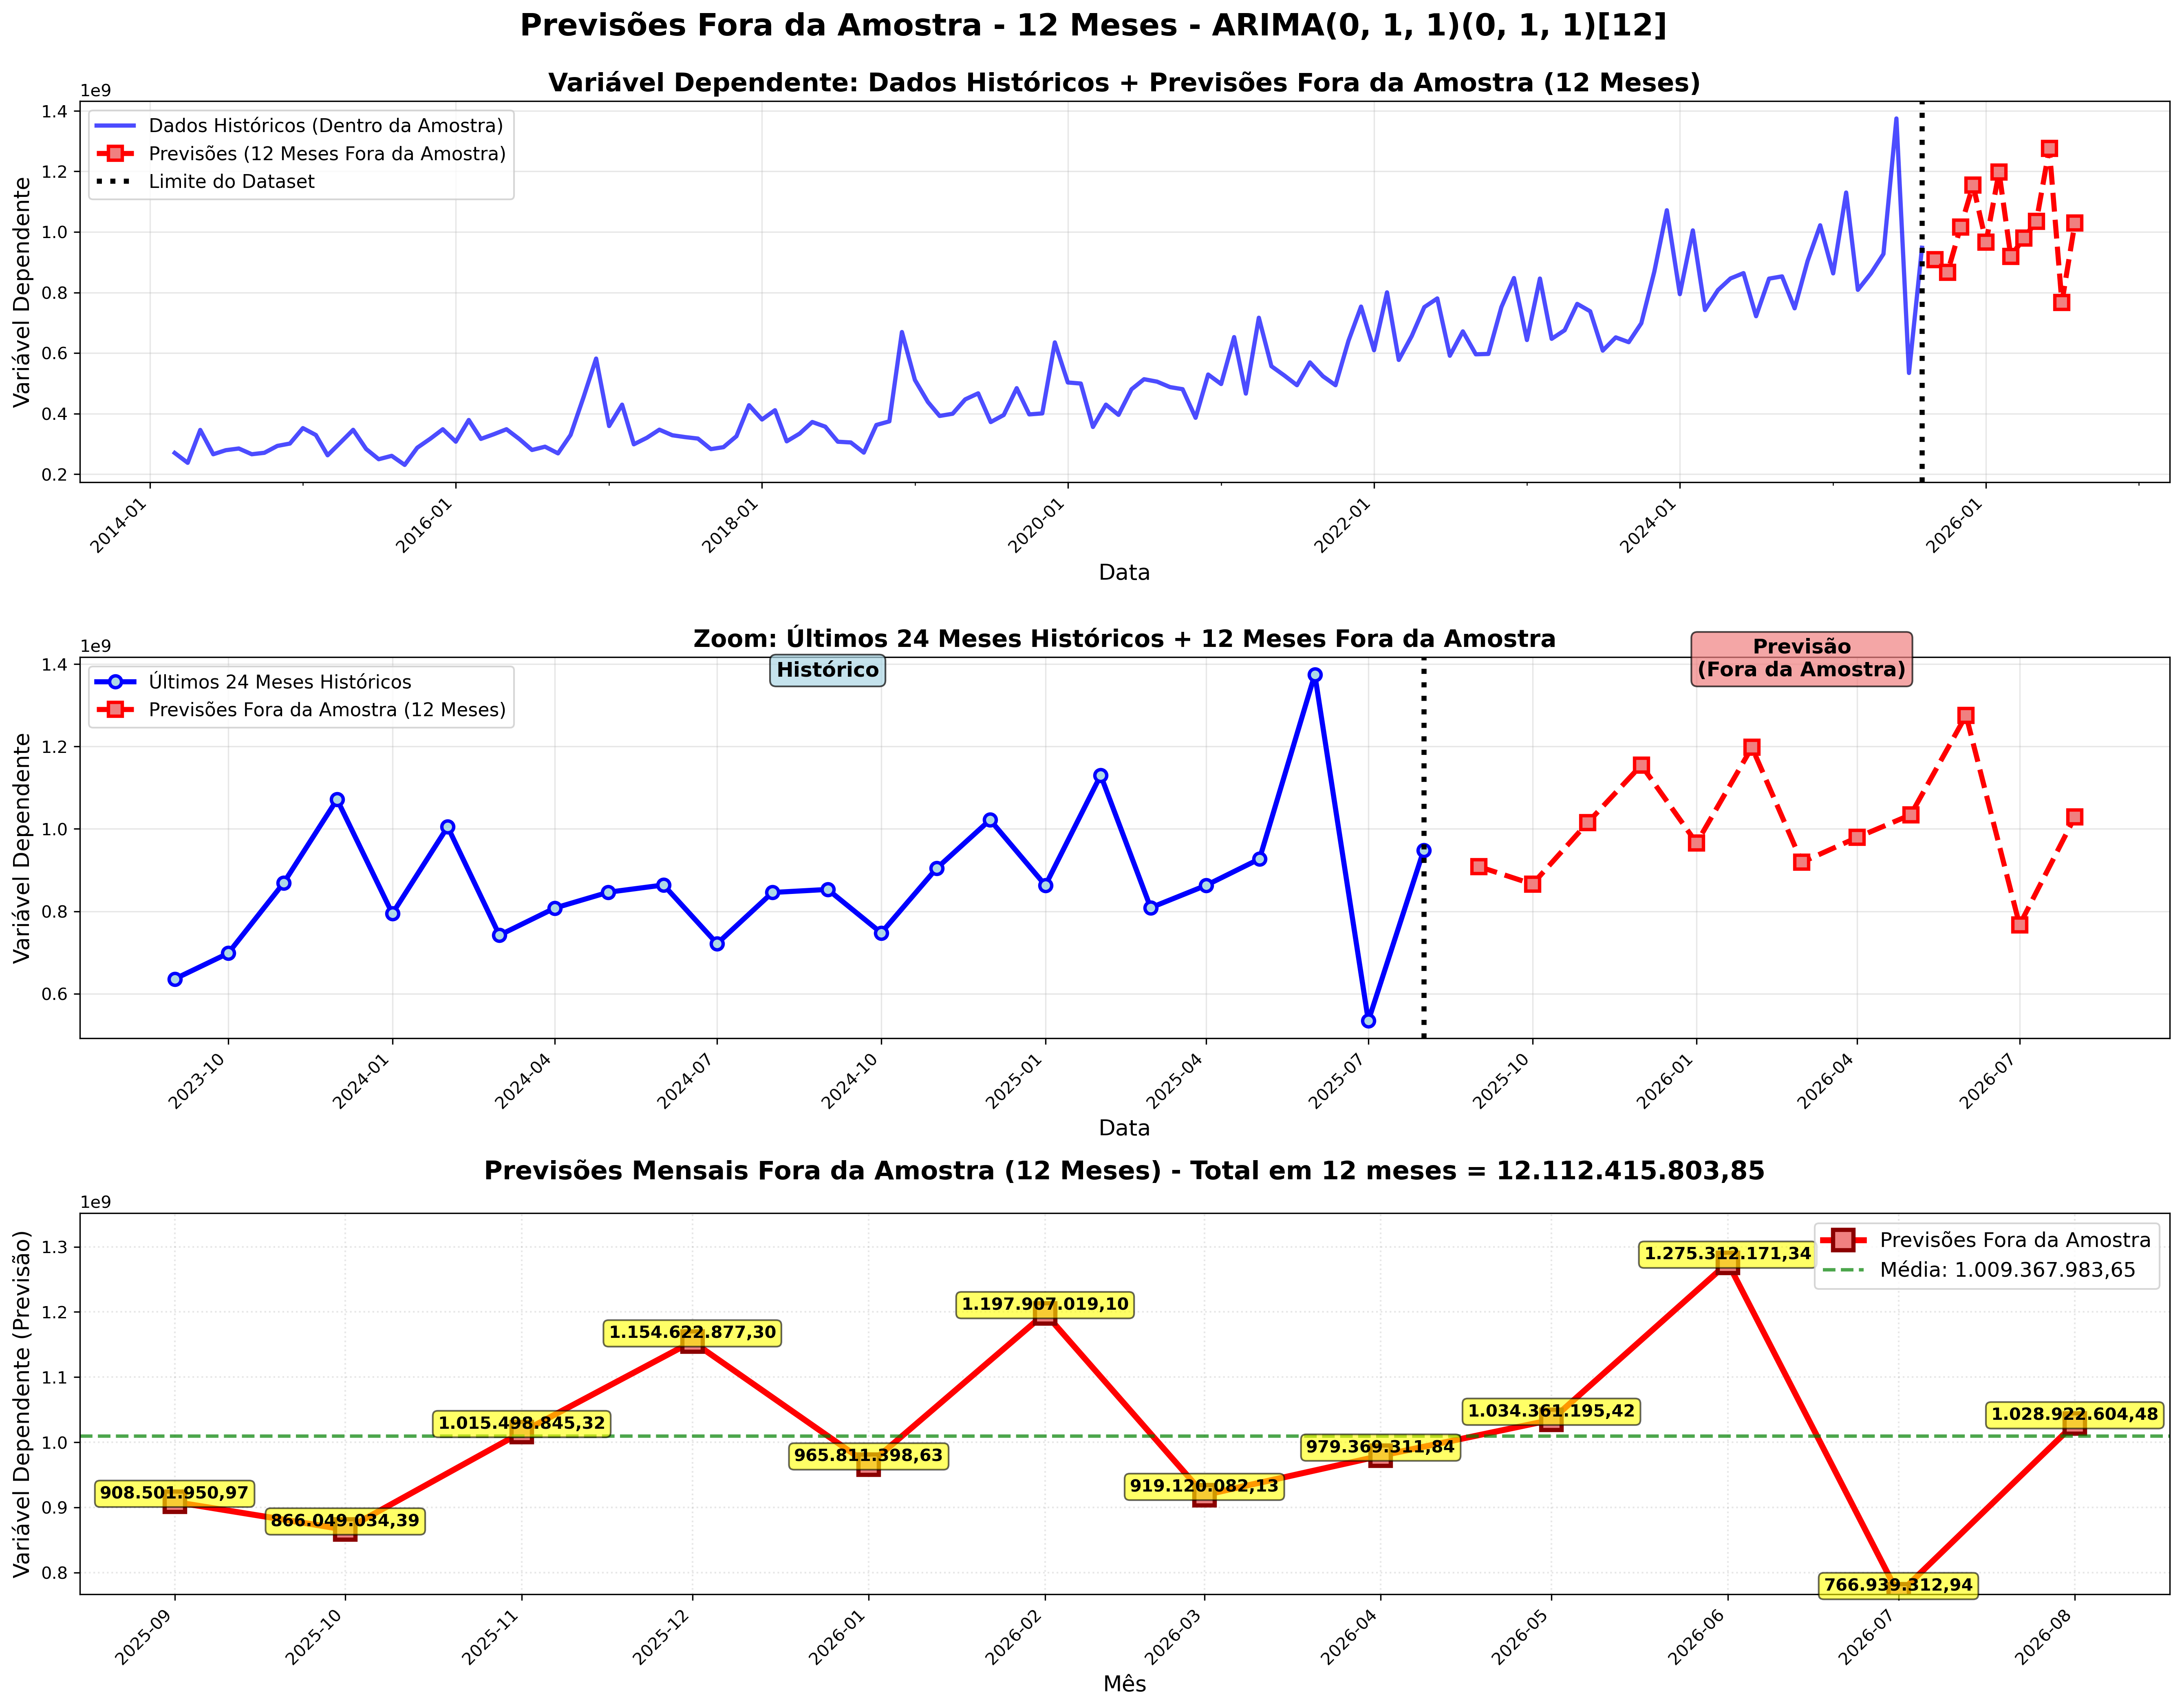 Previsões Fora da Amostra - 12 Meses - ARIMA(0, 1, 1)(0, 1, 1)[12]
Variável Dependente: Dados Históricos + Previsões Fora da Amostra (12 Meses)
1e9
Dados Históricos (Dentro da Amostra)
Previsões (12 Meses Fora da Amostra)
Limite do Dataset
Variável Dependente
1.4
1.2
1.0
0.8
0.6
0.4
0.2
2014-01
2016-01
2018-01
2020-01
2022-01
2024-01
2026-01
Data
Zoom: Últimos 24 Meses Históricos + 12 Meses Fora da Amostra
1e9
Histórico
Previsão
(Fora da Amostra)
Últimos 24 Meses Históricos
Previsões Fora da Amostra (12 Meses)
Variável Dependente
1.4
1.2
1.0
0.8
0.6
2023-10
2024-01
2024-04
2024-07
2024-10
2025-01
2025-04
2025-07
2025-10
2026-01
2026-04
2026-07
Data
Previsões Mensais Fora da Amostra (12 Meses) - Total em 12 meses = 12.112.415.803,85
1e9
Previsões Fora da Amostra
Média: 1.009.367.983,65
Variável Dependente (Previsão)
1.3
1.2
1.1
1.0
0.9
0.8
908.501.950,97
866.049.034,39
1.015.498.845,32
1.154.622.877,30
965.811.398,63
1.197.907.019,10
919.120.082,13
979.369.311,84
1.034.361.195,42
1.275.312.171,34
766.939.312,94
1.028.922.604,48
2025-09
2025-10
2025-11
2025-12
2026-01
2026-02
2026-03
2026-04
2026-05
2026-06
2026-07
2026-08
Mês